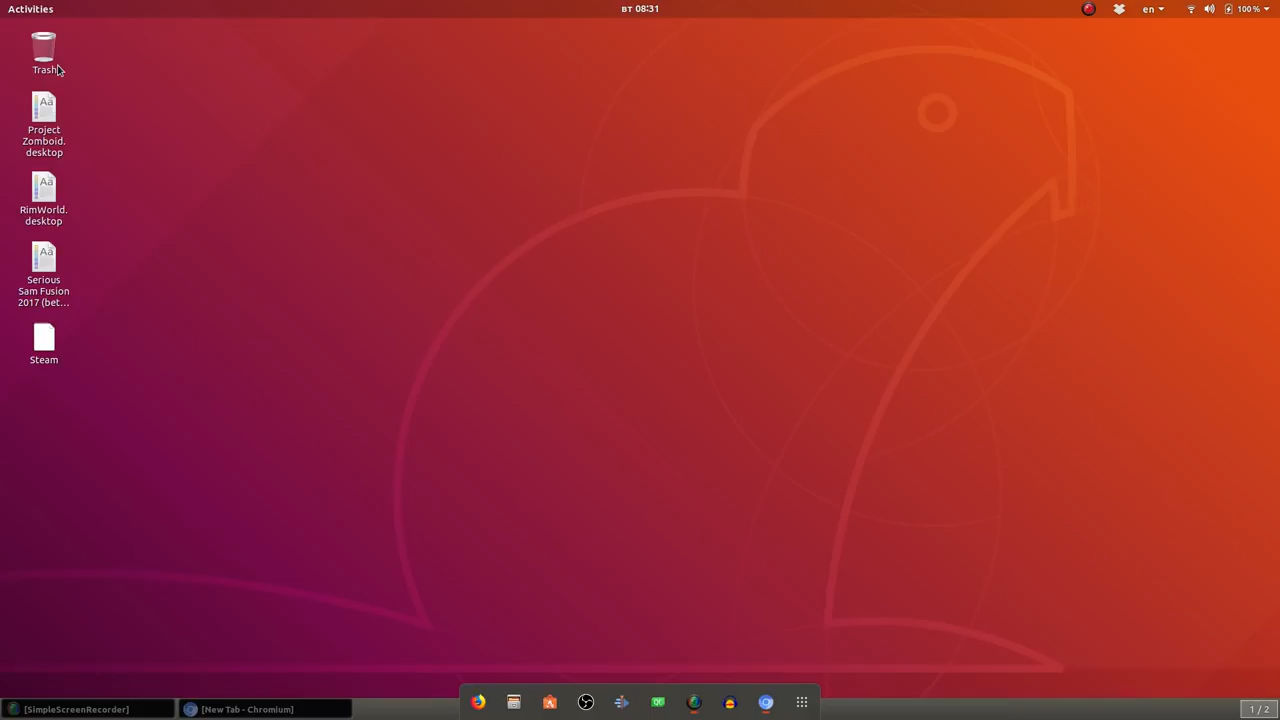 Activities
вт 08:31
en
100 %
Trash
Project
Zomboid.
desktop
RimWorld.
desktop
Serious
Sam Fusion
2017 (bet...
Steam
[SimpleScreenRecorder]
[New Tab - Chromium]
1 / 2